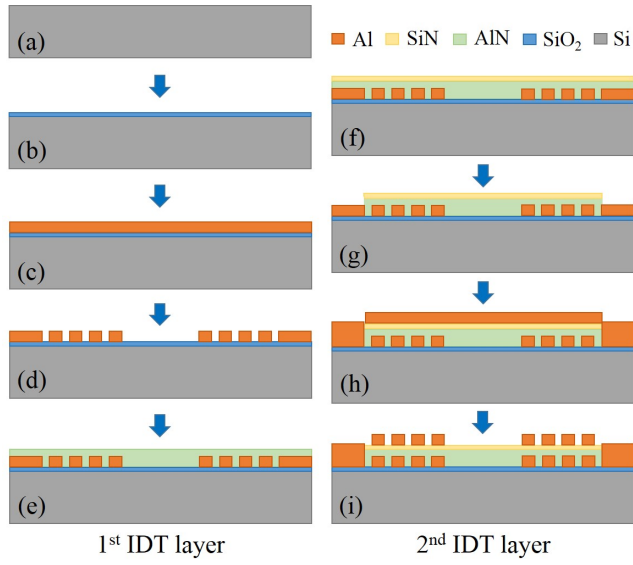 (a)
(b)
(c)
(d)
(e)
1st IDT layer
Al SiN AlN SiO₂ Si
(f)
(g)
(h)
(i)
2nd IDT layer